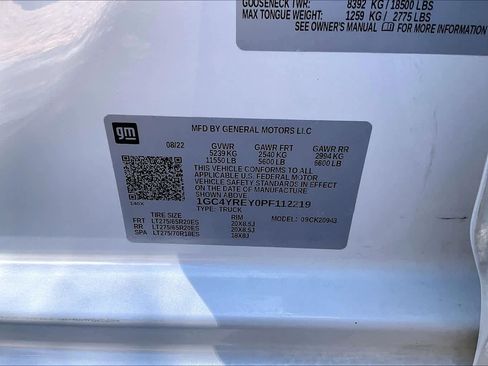 GOOSENECK TWR: 8392 KG / 18500 LBS
MAX TONGUE WEIGHT: 1259 KG / 2775 LBS
SEE OWNER'S MANUAL FOR MORE INFORMATION
gm
MFD BY GENERAL MOTORS LLC
08/22 GVWR GAWR FRT GAWR RR
5239 KG 2540 KG 2994 KG
11550 LB 5600 LB 6600 LB
THIS VEHICLE CONFORMS TO ALL
APPLICABLE U.S. FEDERAL MOTOR
VEHICLE SAFETY STANDARDS IN
EFFECT ON THE DATE OF
MANUFACTURE SHOWN ABOVE.
1GC4YREY0PF112219
TYPE: TRUCK
TIRE SIZE RIM 09CK20943
FRT LT275/65R20ES 20X8.5J
RR LT275/65R20ES 20X8.5J
SPA LT275/70R18ES 18X8J